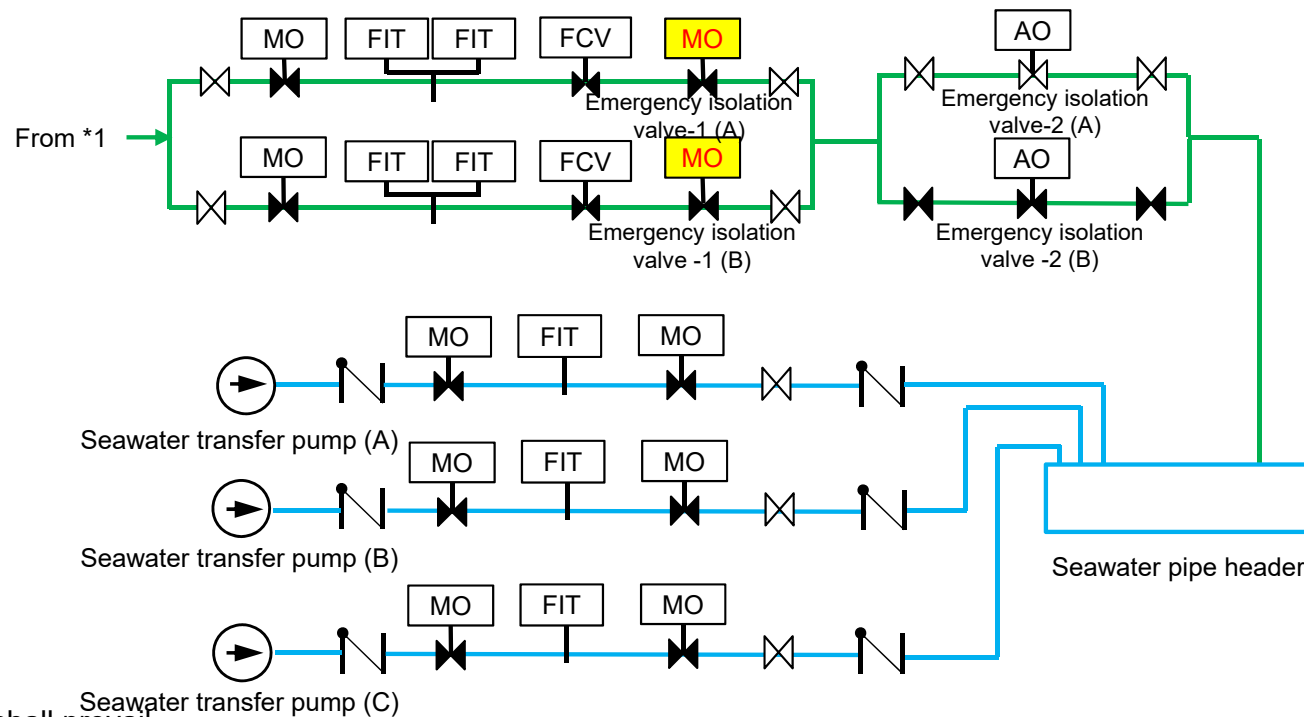 MO FIT FIT FCV MO
AO
Emergency isolation
valve-1 (A)
Emergency isolation
valve-2 (A)
From *1
MO FIT FIT FCV MO
AO
Emergency isolation
valve -1 (B)
Emergency isolation
valve -2 (B)
MO FIT MO
Seawater transfer pump (A)
MO FIT MO
Seawater transfer pump (B)
Seawater pipe header
MO FIT MO
Seawater transfer pump (C)
shall prevail